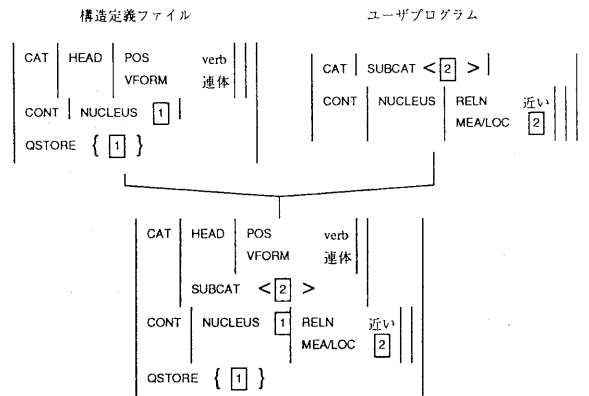 構造定義ファイル
CAT HEAD POS verb
VFORM 連体
CONT NUCLEUS 1
QSTORE { 1 }
ユーザプログラム
CAT SUBCAT < 2 >
CONT NUCLEUS RELN 近い
MEA/LOC 2
CAT HEAD POS verb
VFORM 連体
SUBCAT < 2 >
CONT NUCLEUS 1 RELN 近い
MEA/LOC 2
QSTORE { 1 }